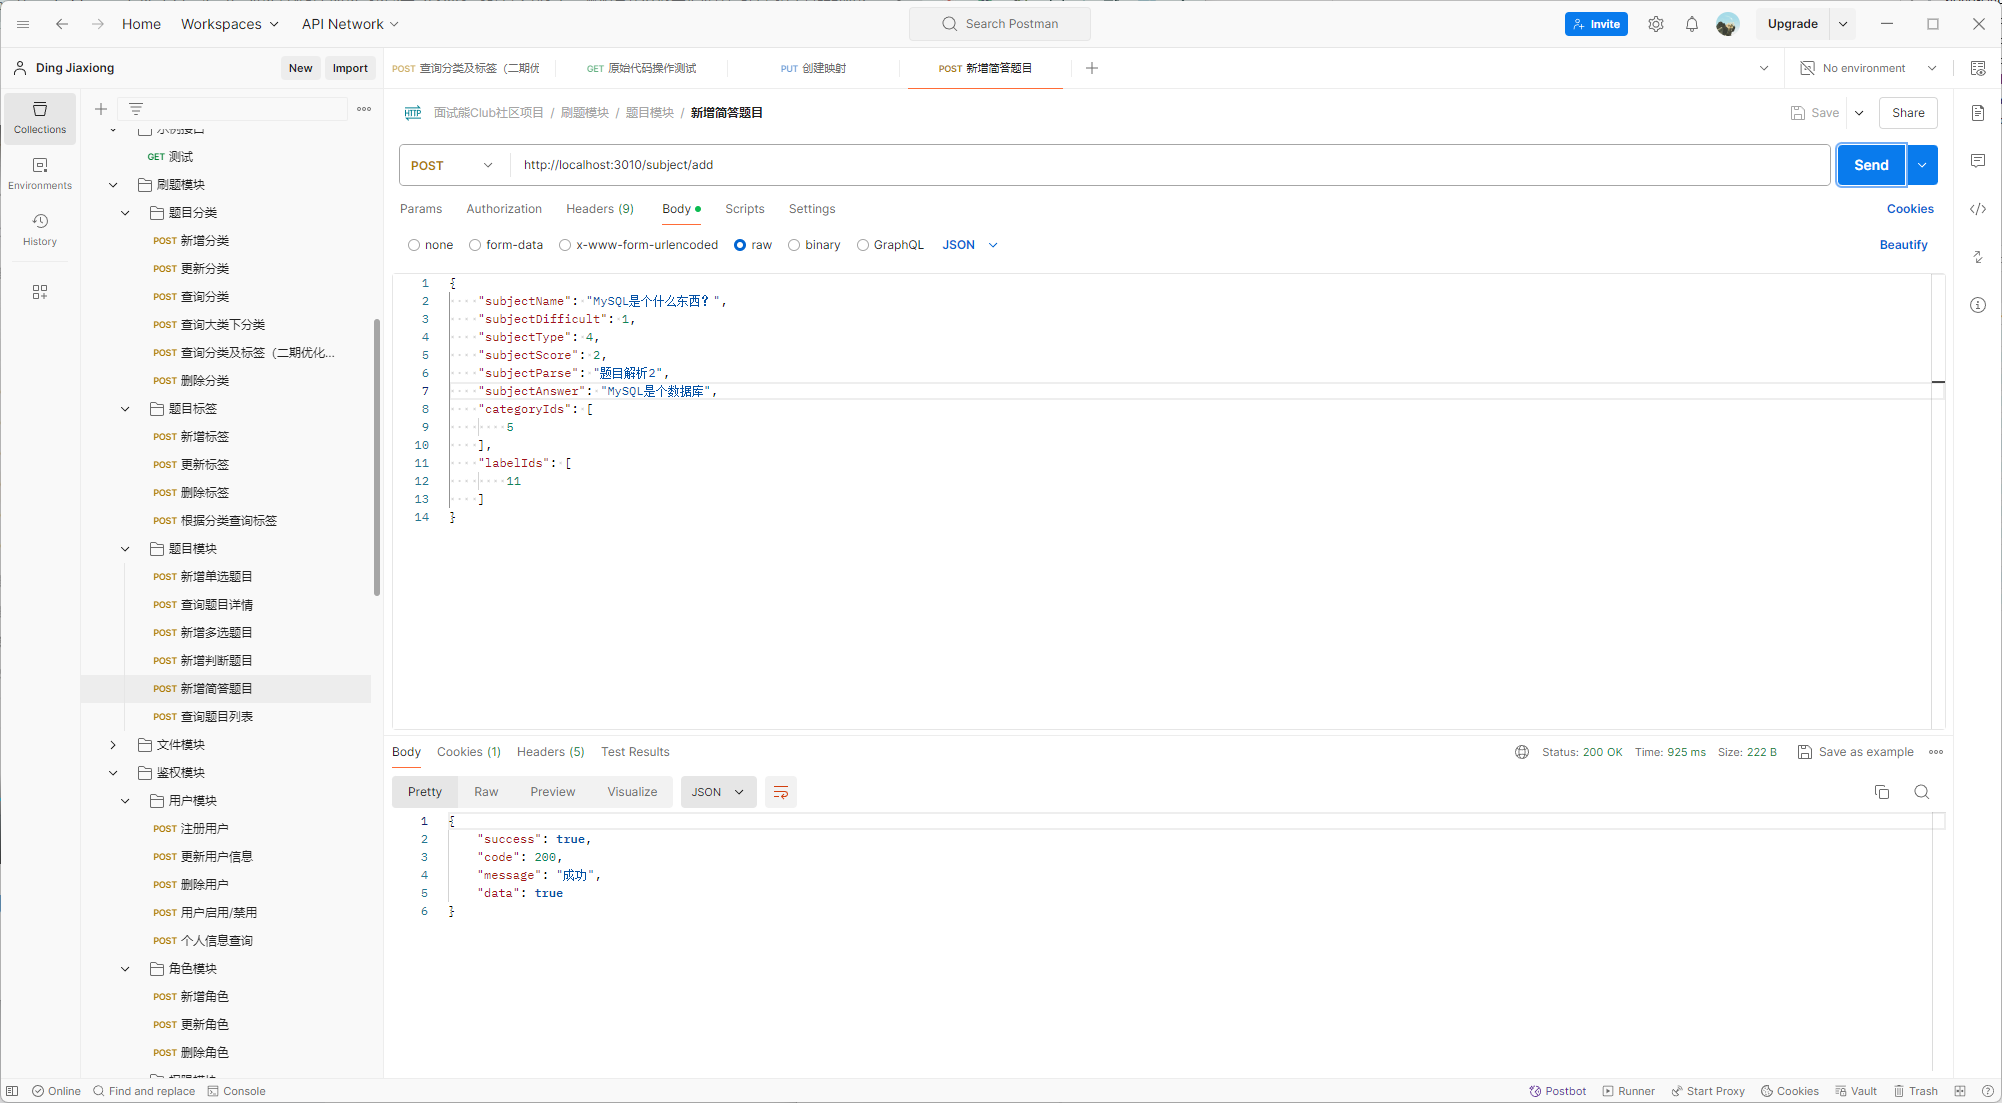 Home Workspaces API Network Search Postman Invite Upgrade
Ding Jiaxiong New Import
POST 查询分类及标签（二期优 GET 原始代码操作测试 PUT 创建映射 POST 新增简答题目 No environment
Collections
Environments
History
示例接口
GET 测试
刷题模块
题目分类
POST 新增分类
POST 更新分类
POST 查询分类
POST 查询大类下分类
POST 查询分类及标签（二期优化...
POST 删除分类
题目标签
POST 新增标签
POST 更新标签
POST 删除标签
POST 根据分类查询标签
题目模块
POST 新增单选题目
POST 查询题目详情
POST 新增多选题目
POST 新增判断题目
POST 新增简答题目
POST 查询题目列表
文件模块
鉴权模块
用户模块
POST 注册用户
POST 更新用户信息
POST 删除用户
POST 用户启用/禁用
POST 个人信息查询
角色模块
POST 新增角色
POST 更新角色
POST 删除角色
HTTP 面试能Club社区项目 / 刷题模块 / 题目模块 / 新增简答题目 Save Share
POST http://localhost:3010/subject/add Send
Params Authorization Headers (9) Body Scripts Settings Cookies
none form-data x-www-form-urlencoded raw binary GraphQL JSON Beautify
1 {
2 "subjectName": "MySQL是个什么东西？",
3 "subjectDifficult": 1,
4 "subjectType": 4,
5 "subjectScore": 2,
6 "subjectParse": "题目解析2",
7 "subjectAnswer": "MySQL是个数据库",
8 "categoryIds": [
9 5
10 ],
11 "labelIds": [
12 11
13 ]
14 }
Body Cookies (1) Headers (5) Test Results Status: 200 OK Time: 925 ms Size: 222 B Save as example
Pretty Raw Preview Visualize JSON
1 {
2 "success": true,
3 "code": 200,
4 "message": "成功",
5 "data": true
6 }
Online Find and replace Console Postbot Runner Start Proxy Cookies Vault Trash